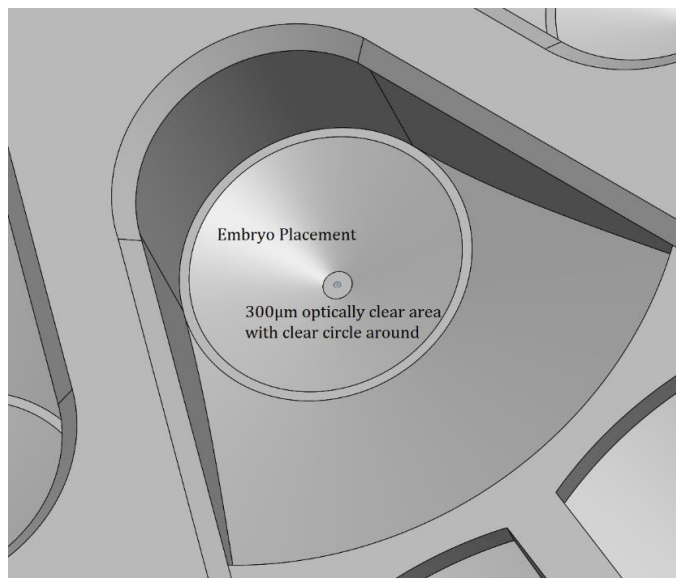 Embryo Placement
300μm optically clear area
with clear circle around